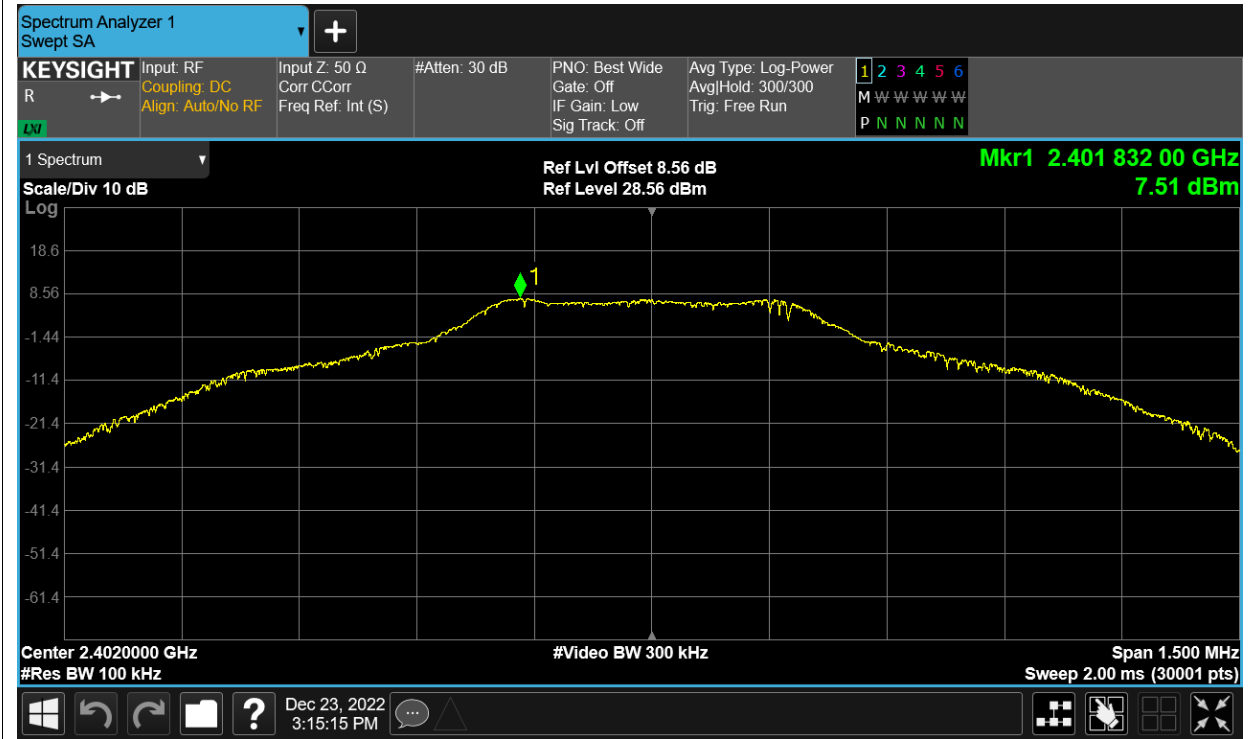 Spectrum Analyzer 1
Swept SA
▼
+
KEYSIGHT
R
LXI
Input: RF
Coupling: DC
Align: Auto/No RF
Input Z: 50 Ω
Corr CCorr
Freq Ref: Int (S)
#Atten: 30 dB
PNO: Best Wide
Gate: Off
IF Gain: Low
Sig Track: Off
Avg Type: Log-Power
Avg|Hold: 300/300
Trig: Free Run
1 2 3 4 5 6
M W W W W W
P N N N N N
1 Spectrum ▼
Scale/Div 10 dB
Log
Ref Lvl Offset 8.56 dB
Ref Level 28.56 dBm
Mkr1 2.401 832 00 GHz
7.51 dBm
18.6
8.56
-1.44
-11.4
-21.4
-31.4
-41.4
-51.4
-61.4
1
Center 2.4020000 GHz
#Res BW 100 kHz
#Video BW 300 kHz
Span 1.500 MHz
Sweep 2.00 ms (30001 pts)
?
Dec 23, 2022
3:15:15 PM